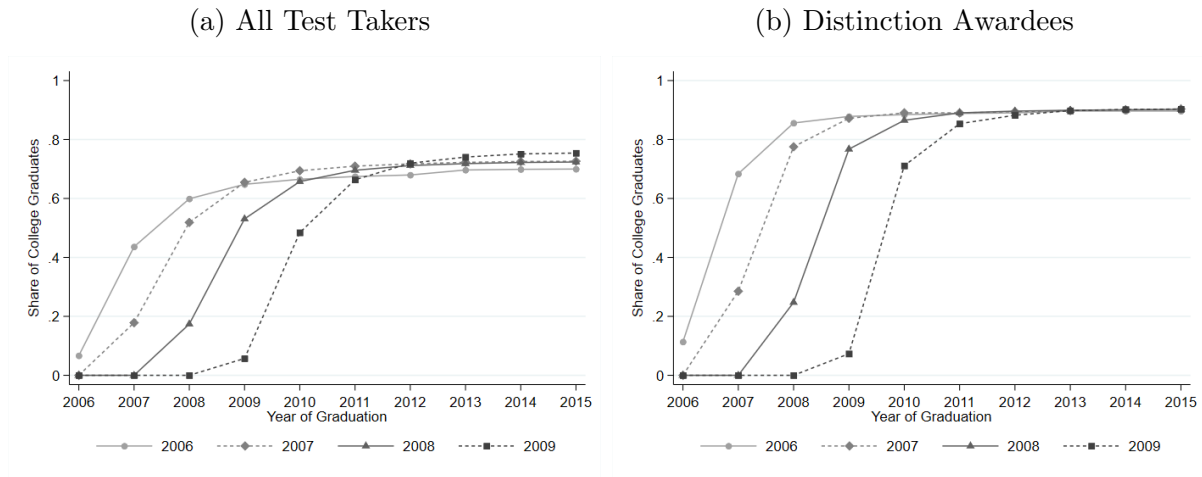 (a) All Test Takers
Share of College Graduates
1
.8
.6
.4
.2
0
2006 2007 2008 2009 2010 2011 2012 2013 2014 2015
Year of Graduation
2006 2007 2008 2009
(b) Distinction Awardees
Share of College Graduates
1
.8
.6
.4
.2
0
2006 2007 2008 2009 2010 2011 2012 2013 2014 2015
Year of Graduation
2006 2007 2008 2009